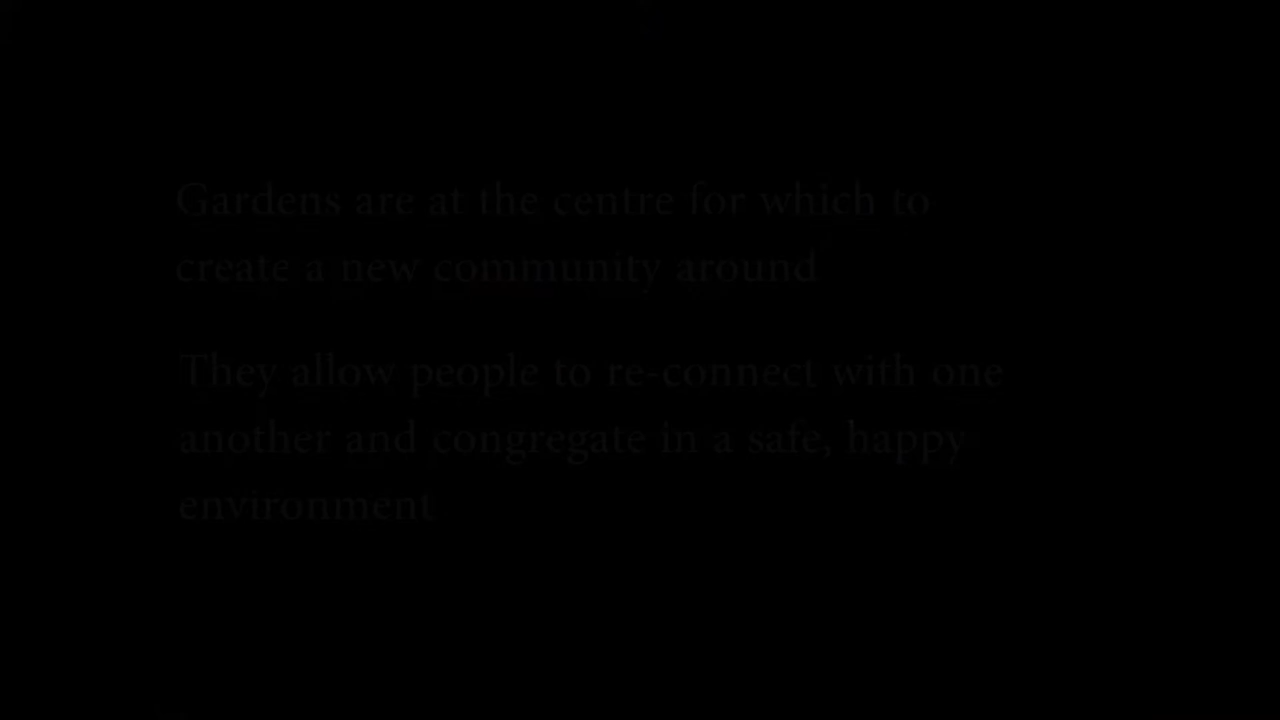 Gardens are at the centre for which to
create a new community around
They allow people to re-connect with one
another and congregate in a safe, happy
environment